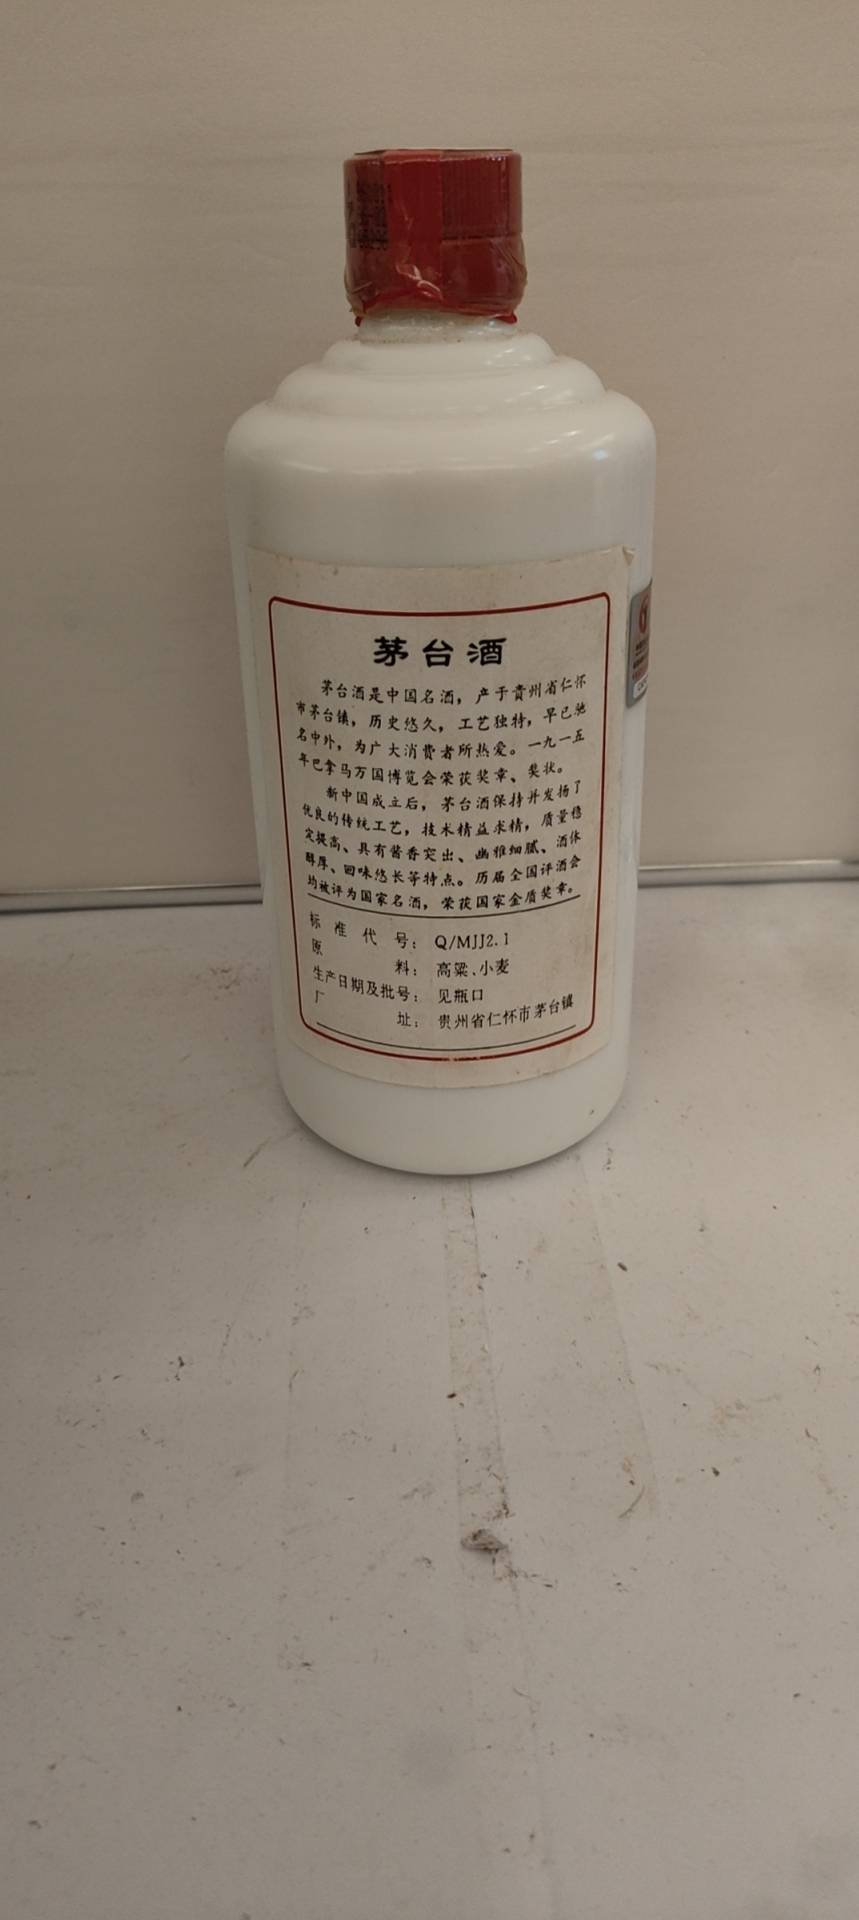 茅台酒
茅台酒是中国名酒，产于贵州省仁怀
市茅台镇，历史悠久，工艺独特，早已驰
名中外，为广大消费者所热爱。一九一五
年巴拿马万国博览会荣获奖章、奖状。
新中国成立后，茅台酒保持并发扬了
优良的传统工艺，技术精益求精，质量稳
定提高、具有酱香突出、幽雅细腻、酒体
醇厚、回味悠长等特点。历届全国评酒会
均被评为国家名酒，荣获国家金质奖章。
标准代号：Q/MJJ2.1
原料：高粱、小麦
生产日期及批号：见瓶口
厂址：贵州省仁怀市茅台镇